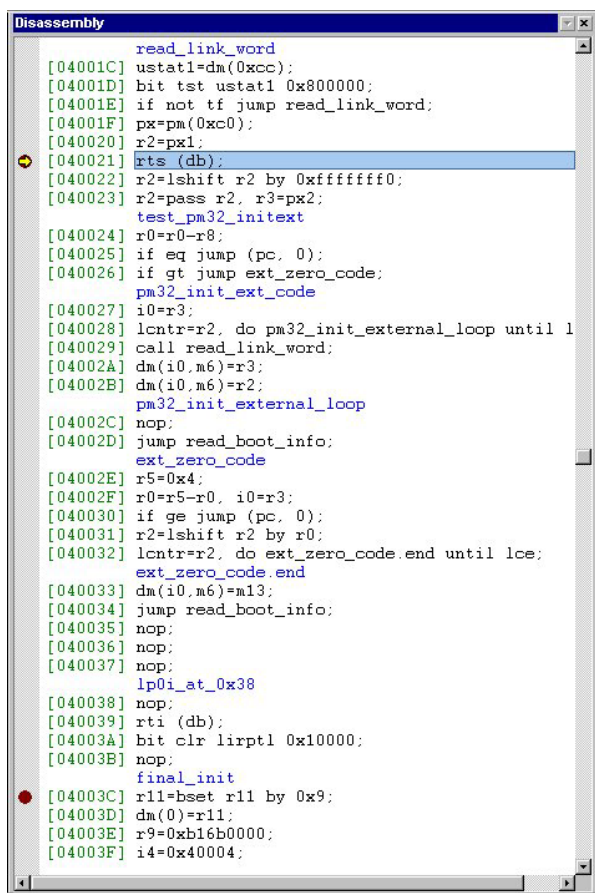 Disassembly
read_link_word
[04001C] ustat1=dm(0xcc);
[04001D] bit tst ustat1 0x800000;
[04001E] if not tf jump read_link_word;
[04001F] px=pm(0xc0);
[040020] r2=px1;
[040021] rts (db);
[040022] r2=lshift r2 by 0xfffffff0;
[040023] r2=pass r2, r3=px2;
test_pm32_initext
[040024] r0=r0-r8;
[040025] if eq jump (pc, 0);
[040026] if gt jump ext_zero_code;
pm32_init_ext_code
[040027] i0=r3;
[040028] lcntr=r2, do pm32_init_external_loop until l
[040029] call read_link_word;
[04002A] dm(i0,m6)=r3;
[04002B] dm(i0,m6)=r2;
pm32_init_external_loop
[04002C] nop;
[04002D] jump read_boot_info;
ext_zero_code
[04002E] r5=0x4;
[04002F] r0=r5-r0, i0=r3;
[040030] if ge jump (pc, 0);
[040031] r2=lshift r2 by r0;
[040032] lcntr=r2, do ext_zero_code.end until lce;
ext_zero_code.end
[040033] dm(i0,m6)=m13;
[040034] jump read_boot_info;
[040035] nop;
[040036] nop;
[040037] nop;
lp0i_at_0x38
[040038] nop;
[040039] rti (db);
[04003A] bit clr lirptl 0x10000;
[04003B] nop;
final_init
[04003C] r11=bset r11 by 0x9;
[04003D] dm(0)=r11;
[04003E] r9=0xb16b0000;
[04003F] i4=0x40004;